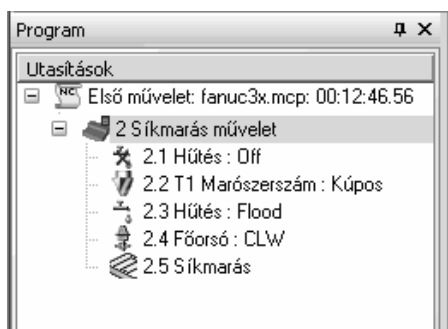 Program
Utasítások
NC
Első művelet: fanuc3x.mcp: 00:12:46.56
2 Síkmarás művelet
2.1 Hűtés : Off
2.2 T1 Marószerszám : Kúpos
2.3 Hűtés : Flood
2.4 Főorsó : CLW
2.5 Síkmarás